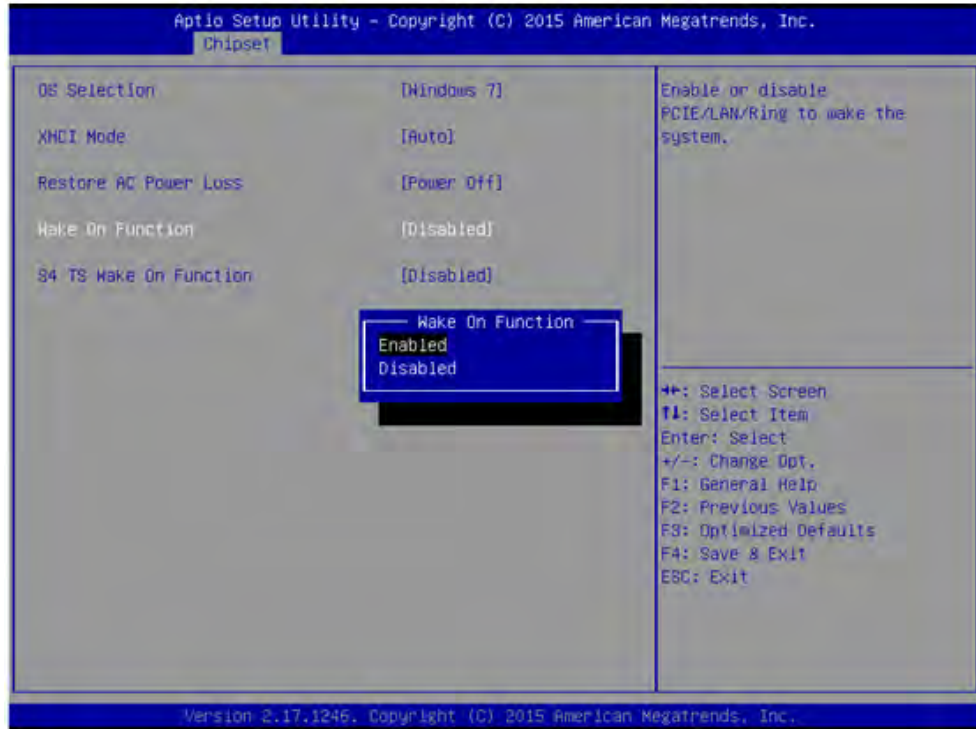 Aptio Setup Utility – Copyright (C) 2015 American Megatrends, Inc.
Chipset
OS Selection [Windows 7]
XHCI Mode [Auto]
Restore AC Power Loss [Power Off]
Wake On Function [Disabled]
S4 TS Wake On Function [Disabled]
Enable or disable
PCIE/LAN/Ring to wake the
system.
Wake On Function
Enabled
Disabled
→←: Select Screen
↑↓: Select Item
Enter: Select
+/-: Change Opt.
F1: General Help
F2: Previous Values
F3: Optimized Defaults
F4: Save & Exit
ESC: Exit
Version 2.17.1246. Copyright (C) 2015 American Megatrends, Inc.